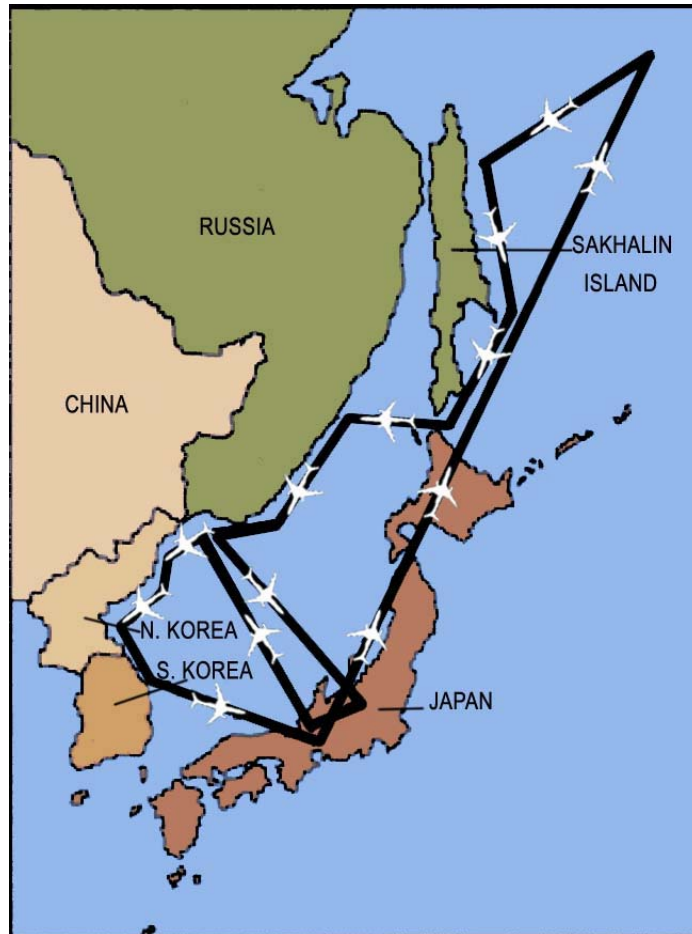 RUSSIA
SAKHALIN
ISLAND
CHINA
N. KOREA
S. KOREA
JAPAN